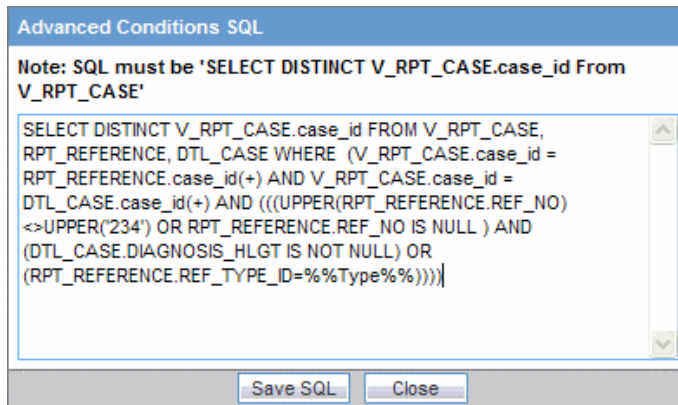 Advanced Conditions SQL
Note: SQL must be 'SELECT DISTINCT V_RPT_CASE.case_id From
V_RPT_CASE'
SELECT DISTINCT V_RPT_CASE.case_id FROM V_RPT_CASE,
RPT_REFERENCE, DTL_CASE WHERE  (V_RPT_CASE.case_id =
RPT_REFERENCE.case_id(+) AND V_RPT_CASE.case_id =
DTL_CASE.case_id(+) AND (((UPPER(RPT_REFERENCE.REF_NO)
<>UPPER('234') OR RPT_REFERENCE.REF_NO IS NULL ) AND
(DTL_CASE.DIAGNOSIS_HLGT IS NOT NULL) OR
(RPT_REFERENCE.REF_TYPE_ID=%%Type%%))))
Save SQL
Close